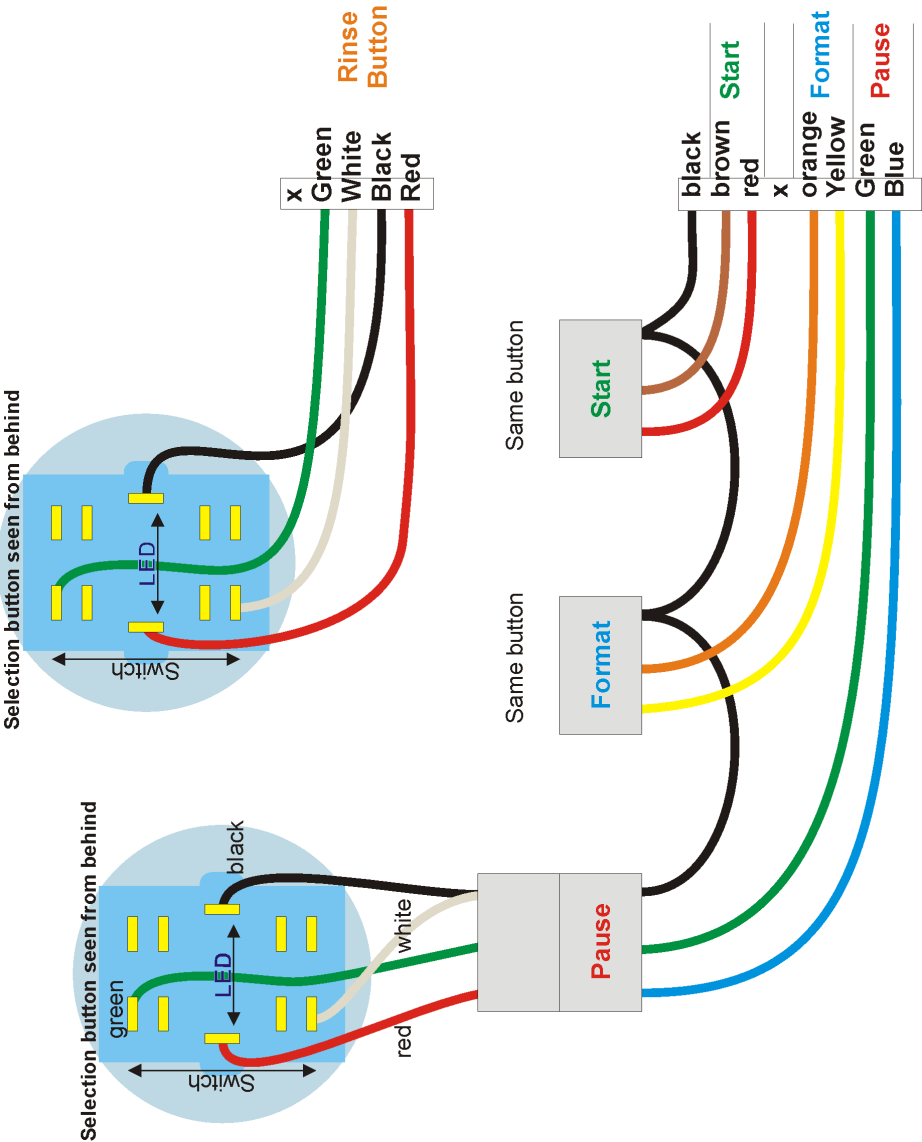 Selection button seen from behind
LED
Switch
x
Green
White
Black
Red
Rinse
Button
Selection button seen from behind
green
LED
Switch
black
white
red
Pause
Same button
Format
Same button
Start
black
brown
red
x
orange
Yellow
Green
Blue
Start
Format
Pause